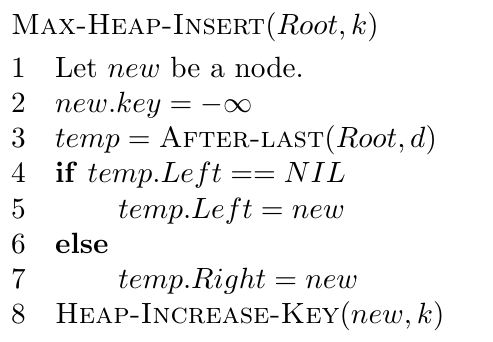 MAX-HEAP-INSERT(Root, k)
1 Let new be a node.
2 new.key = −∞
3 temp = AFTER-LAST(Root, d)
4 if temp.Left == NIL
5 temp.Left = new
6 else
7 temp.Right = new
8 HEAP-INCREASE-KEY(new, k)